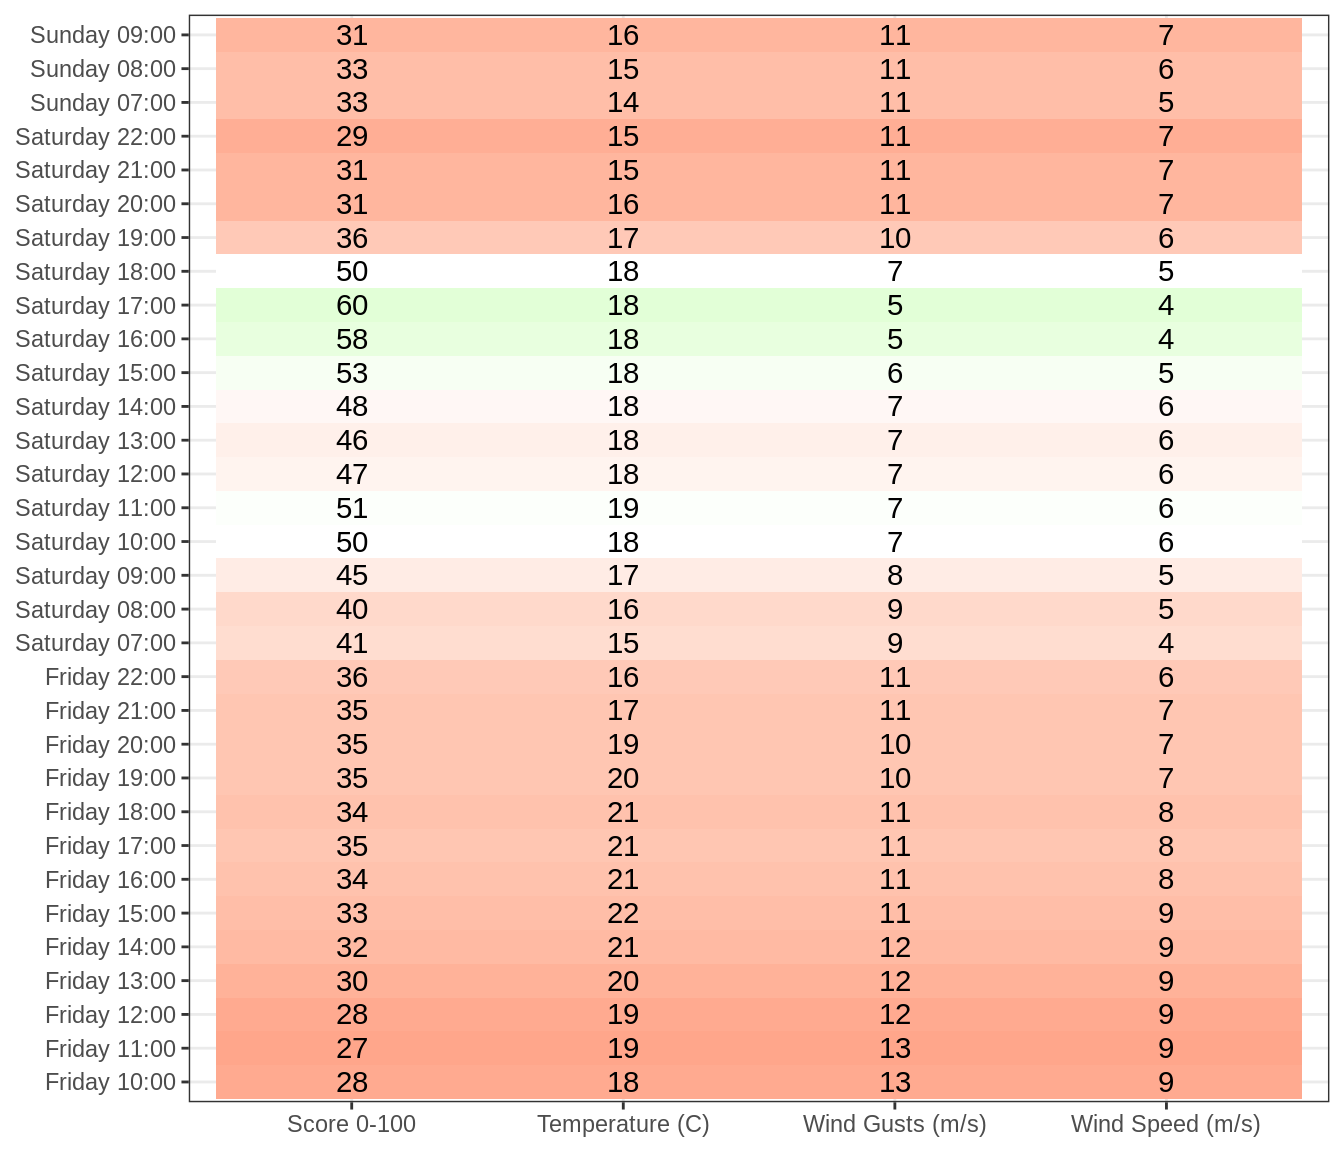 Sunday 09:00 31 16 11 7
Sunday 08:00 33 15 11 6
Sunday 07:00 33 14 11 5
Saturday 22:00 29 15 11 7
Saturday 21:00 31 15 11 7
Saturday 20:00 31 16 11 7
Saturday 19:00 36 17 10 6
Saturday 18:00 50 18 7 5
Saturday 17:00 60 18 5 4
Saturday 16:00 58 18 5 4
Saturday 15:00 53 18 6 5
Saturday 14:00 48 18 7 6
Saturday 13:00 46 18 7 6
Saturday 12:00 47 18 7 6
Saturday 11:00 51 19 7 6
Saturday 10:00 50 18 7 6
Saturday 09:00 45 17 8 5
Saturday 08:00 40 16 9 5
Saturday 07:00 41 15 9 4
Friday 22:00 36 16 11 6
Friday 21:00 35 17 11 7
Friday 20:00 35 19 10 7
Friday 19:00 35 20 10 7
Friday 18:00 34 21 11 8
Friday 17:00 35 21 11 8
Friday 16:00 34 21 11 8
Friday 15:00 33 22 11 9
Friday 14:00 32 21 12 9
Friday 13:00 30 20 12 9
Friday 12:00 28 19 12 9
Friday 11:00 27 19 13 9
Friday 10:00 28 18 13 9
Score 0-100 Temperature (C) Wind Gusts (m/s) Wind Speed (m/s)